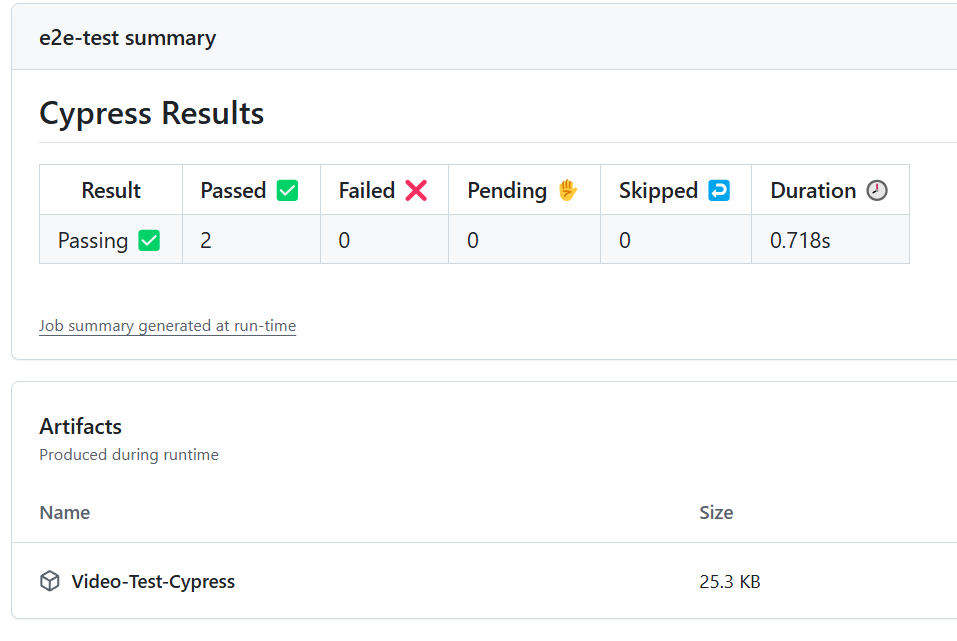 e2e-test summary
Cypress Results
Result Passed ✅ Failed ❌ Pending ✋ Skipped ↩️ Duration 🕗
Passing ✅ 2 0 0 0 0.718s
Job summary generated at run-time
Artifacts
Produced during runtime
Name Size
Video-Test-Cypress 25.3 KB